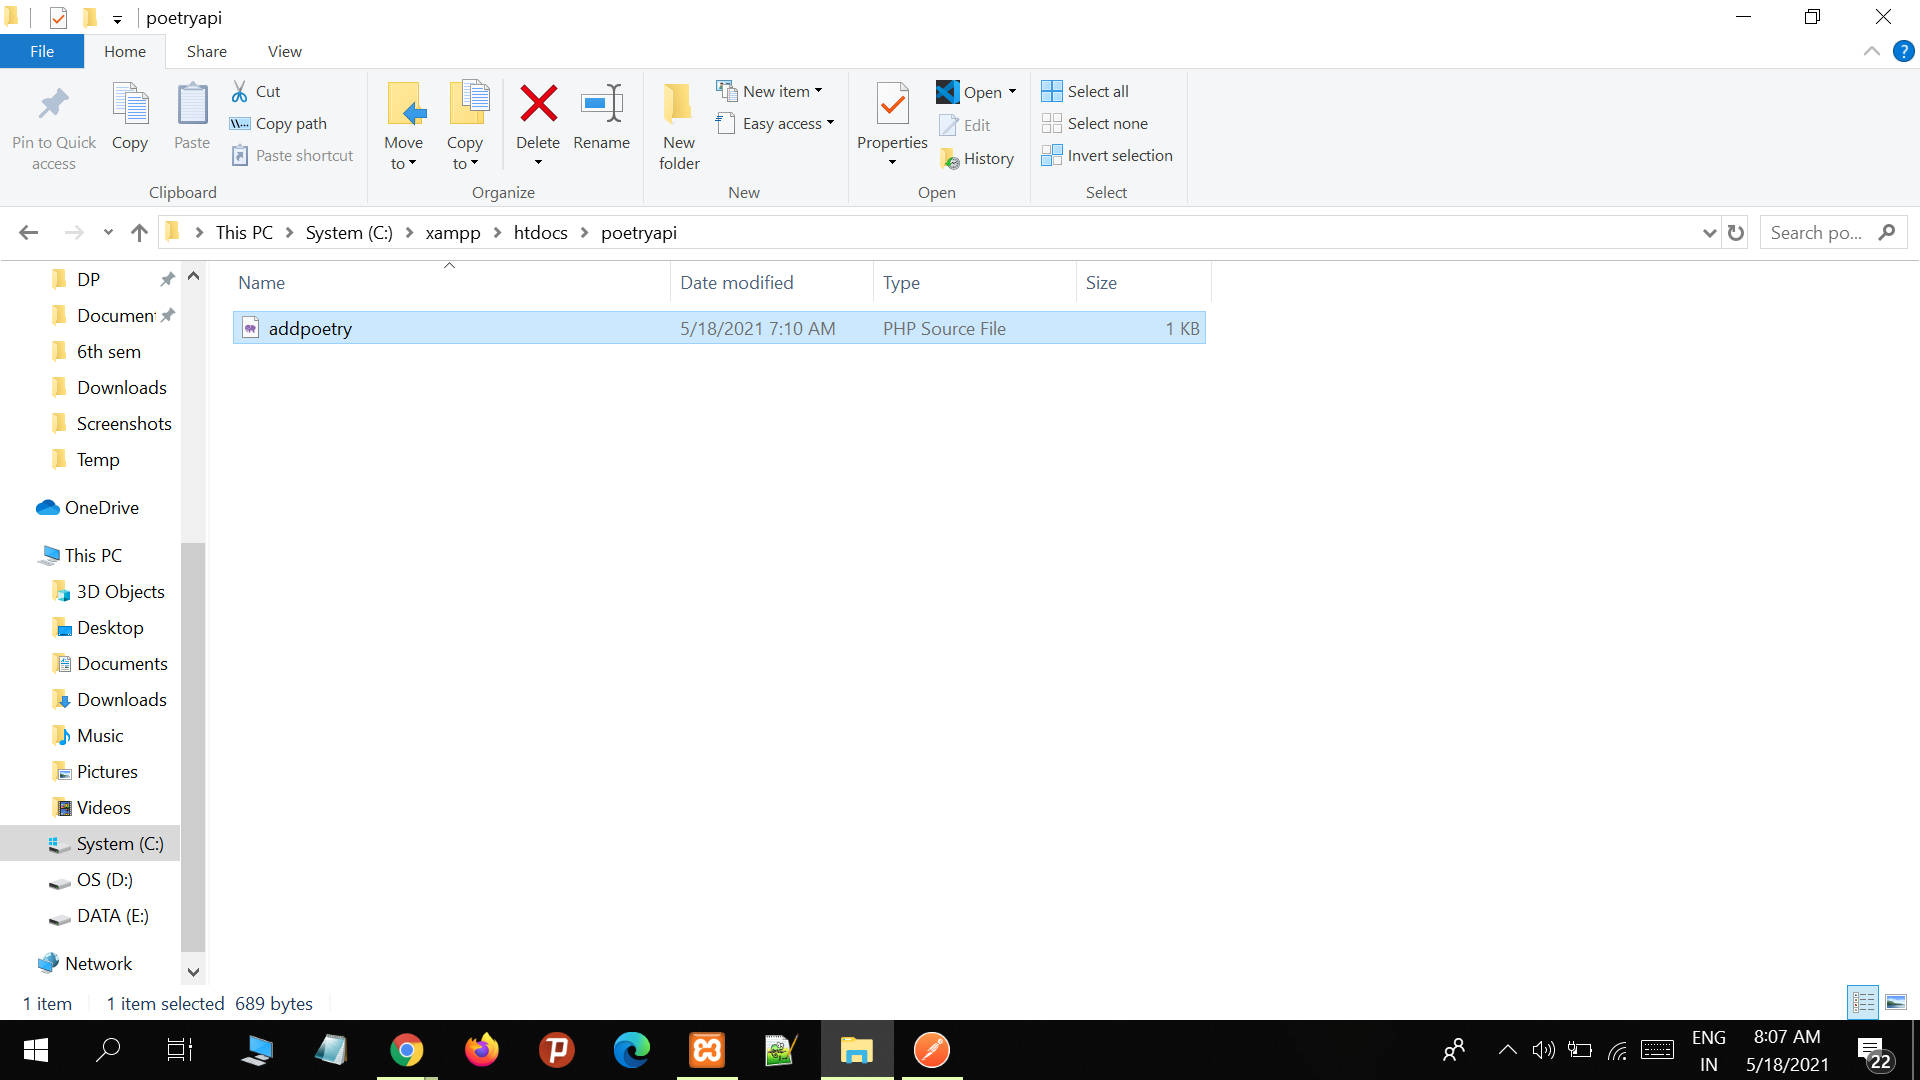 poetryapi
File Home Share View
Pin to Quick access
Copy
Paste
Cut
Copy path
Paste shortcut
Clipboard
Move to
Copy to
Delete
Rename
Organize
New folder
New item
Easy access
New
Properties
Open
Edit
History
Open
Select all
Select none
Invert selection
Select
This PC System (C:) xampp htdocs poetryapi
Search po...
DP
Documen
6th sem
Downloads
Screenshots
Temp
OneDrive
This PC
3D Objects
Desktop
Documents
Downloads
Music
Pictures
Videos
System (C:)
OS (D:)
DATA (E:)
Network
Name Date modified Type Size
addpoetry 5/18/2021 7:10 AM PHP Source File 1 KB
1 item 1 item selected 689 bytes
ENG
IN
8:07 AM
5/18/2021
22